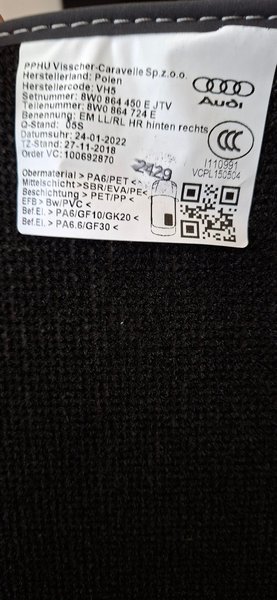 PPHU Visscher-Caravelle Sp.z.o.o.
Herstellerland: Polen
Herstellercode: VH5
Setnummer: 8W0 864 450 E JTV
Teilenummer: 8W0 864 724 E
Benennung: EM LL/RL HR hinten rechts
Q-Stand: 05S
Datumsuhr: 24-01-2022
TZ-Stand: 27-11-2018
Order VC: 100692870
Audi
CCC
I110991
VCPL150504
2429
Obermaterial > PA6/PET <
Mittelschicht >SBR/EVA/PE<
Beschichtung > PET/PP <
EFB > Bw/PVC <
Bef.El. > PA6/GF10/GK20 <
Bef.El. > PA6.6/GF30 <